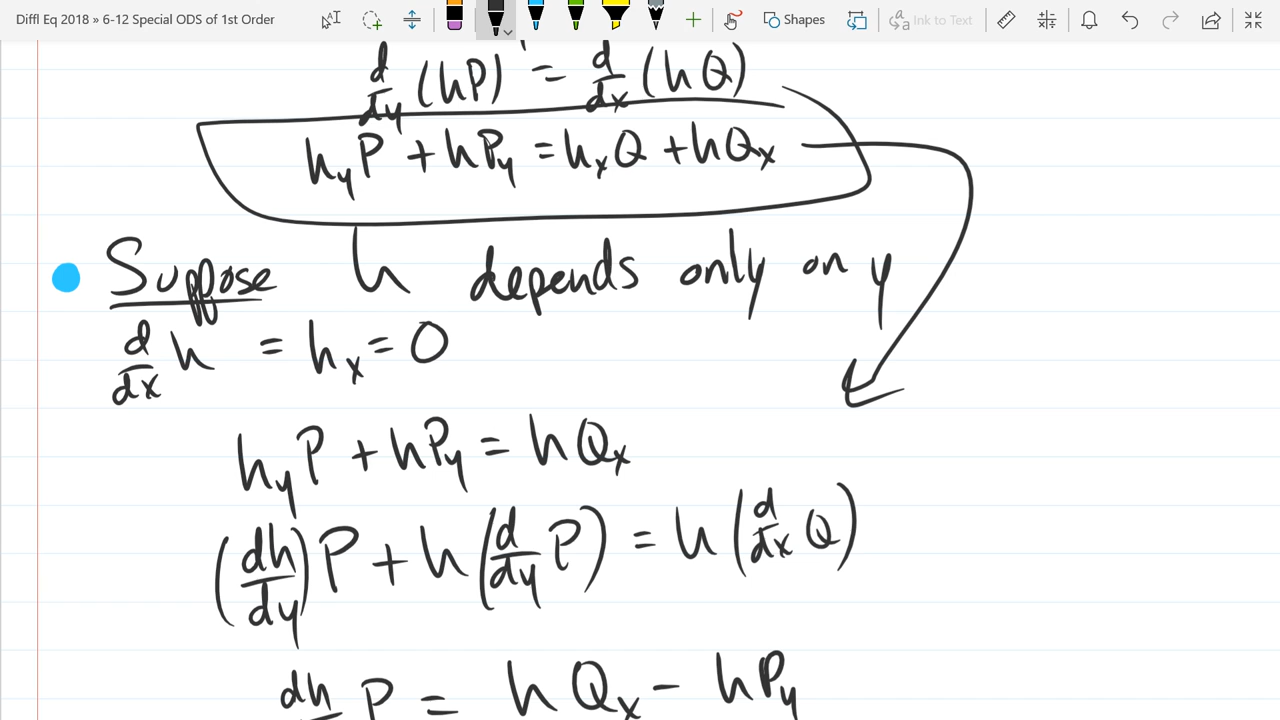 Diffl Eq 2018 » 6-12 Special ODS of 1st Order
Shapes
Ink to Text
d/dy (hP) = d/dx (hQ)
h_y P + hP_y = h_x Q + hQ_x
Suppose h depends only on y
d/dx h = h_x = 0
h_y P + hP_y = hQ_x
(dh/dy) P + h (d/dy P) = h (d/dx Q)
dh P = hQ_x - hP_y